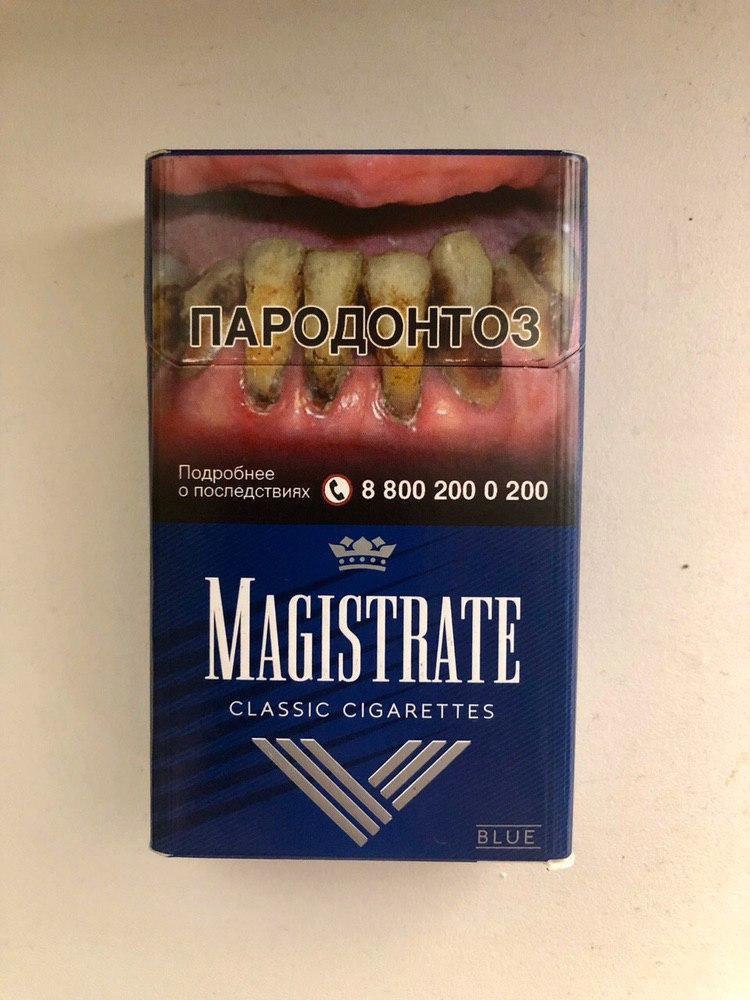 ПАРОДОНТОЗ
Подробнее
о последствиях 8 800 200 0 200
MAGISTRATE
CLASSIC CIGARETTES
BLUE